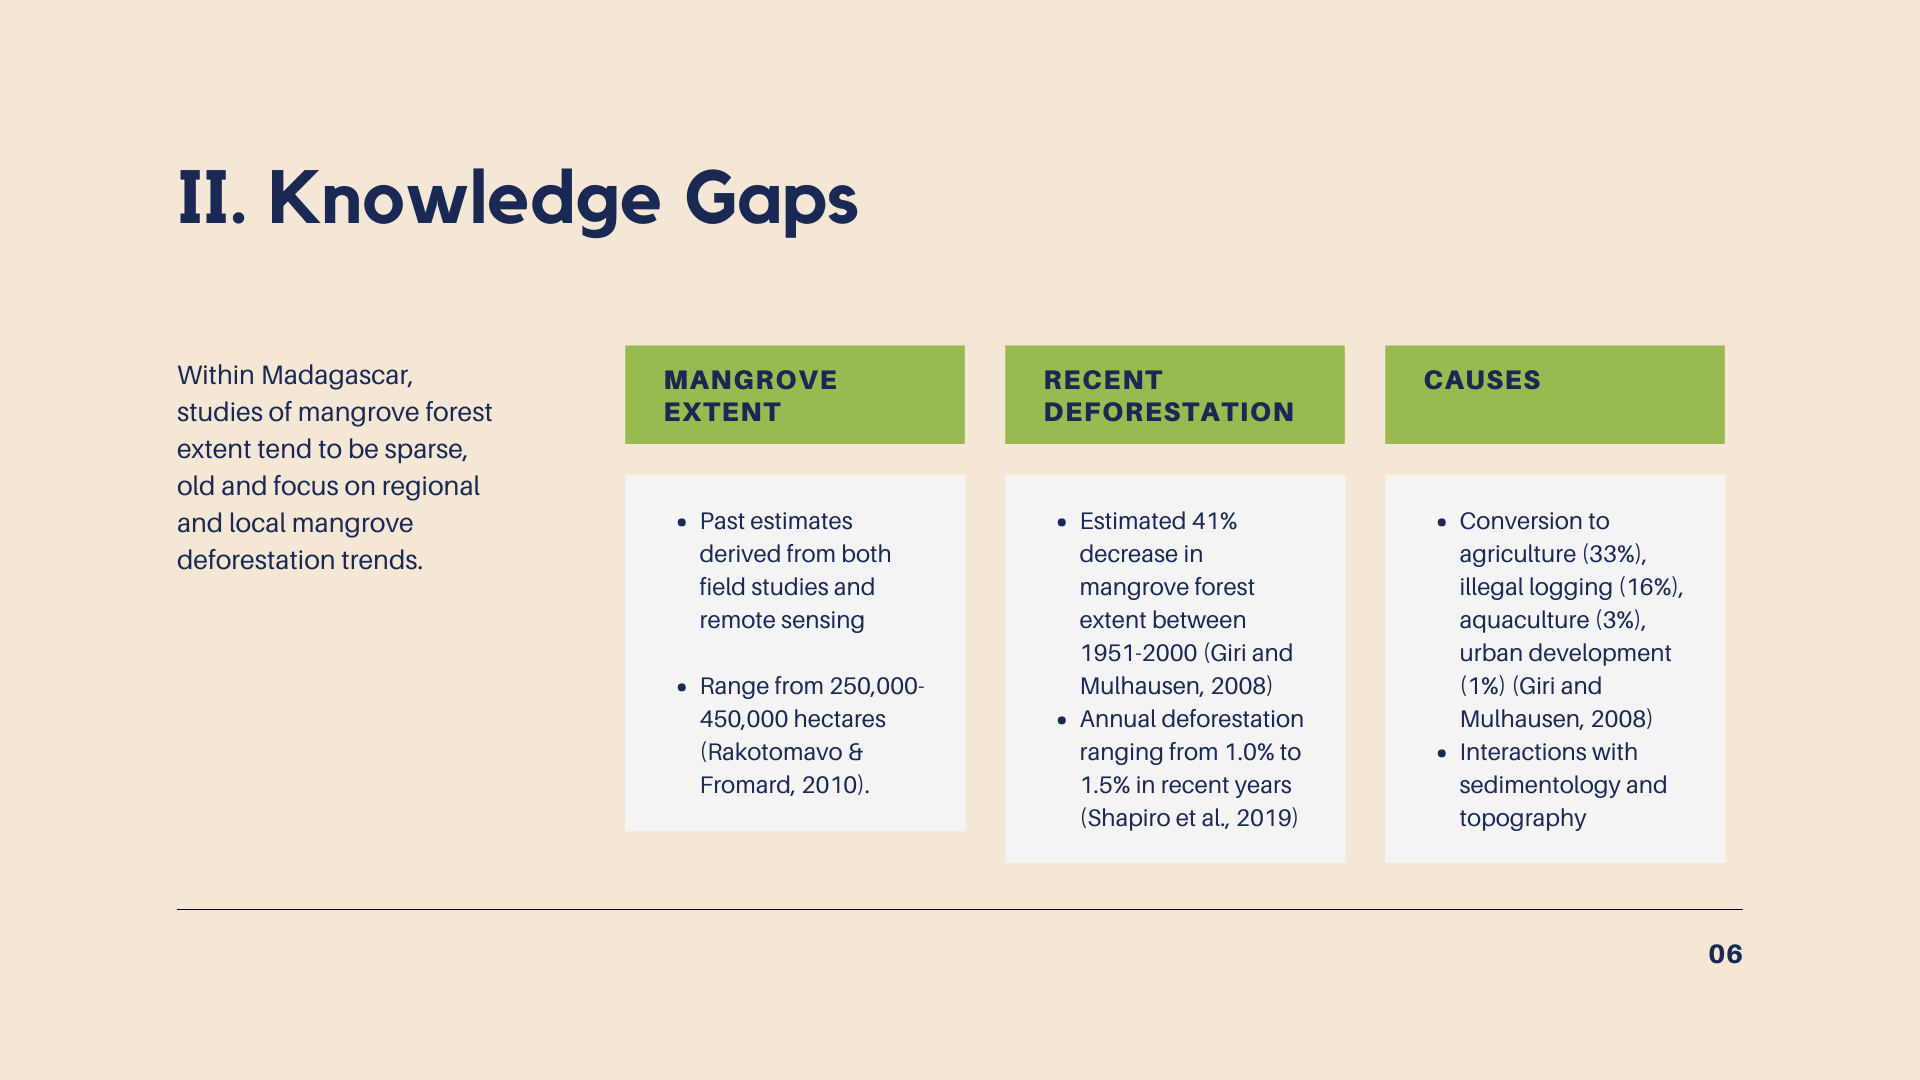 II. Knowledge Gaps
Within Madagascar,
studies of mangrove forest
extent tend to be sparse,
old and focus on regional
and local mangrove
deforestation trends.
MANGROVE
EXTENT
• Past estimates
derived from both
field studies and
remote sensing
• Range from 250,000-
450,000 hectares
(Rakotomavo &
Fromard, 2010).
RECENT
DEFORESTATION
• Estimated 41%
decrease in
mangrove forest
extent between
1951-2000 (Giri and
Mulhausen, 2008)
• Annual deforestation
ranging from 1.0% to
1.5% in recent years
(Shapiro et al., 2019)
CAUSES
• Conversion to
agriculture (33%),
illegal logging (16%),
aquaculture (3%),
urban development
(1%) (Giri and
Mulhausen, 2008)
• Interactions with
sedimentology and
topography
06